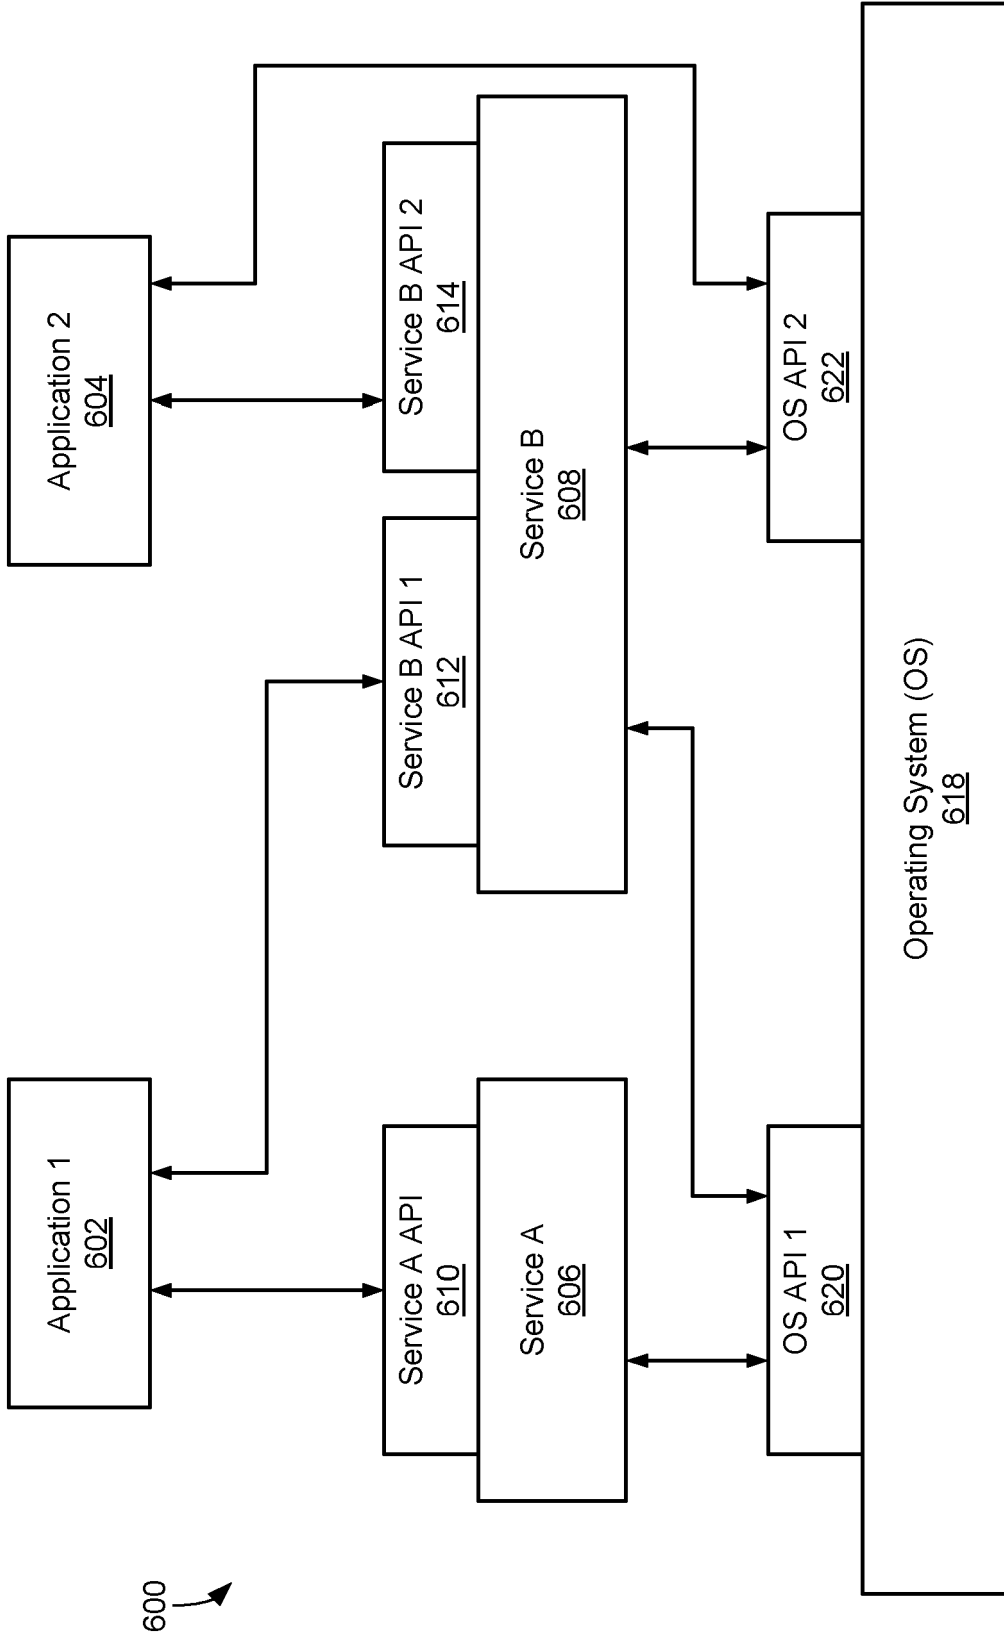 600
Application 1
602
Application 2
604
Service A API
610
Service B API 1
612
Service B API 2
614
Service A
606
Service B
608
OS API 1
620
OS API 2
622
Operating System (OS)
618